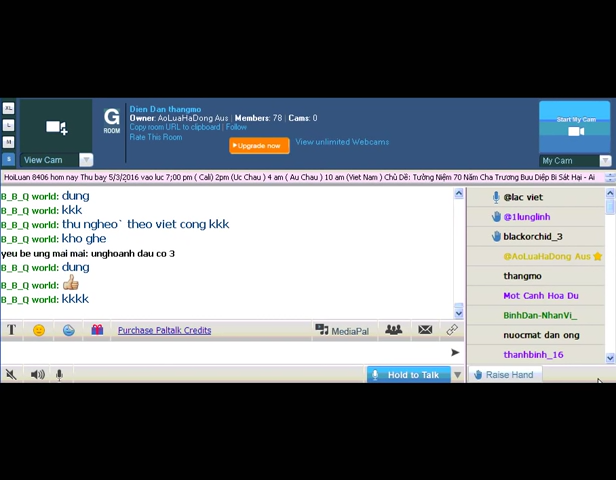 XL
L
M
S
View Cam
G
ROOM
Dien Dan thangmo
Owner: AoLuaHaDong Aus | Members: 78 | Cams: 0
Copy room URL to clipboard | Follow
Rate This Room
Upgrade now
View unlimited Webcams
Start My Cam
My Cam
HoiLuan 8406 hom nay Thu bay 5/3/2016 vao luc 7;00 pm ( Cali) 2pm (Uc Chau ) 4 am ( Au Chau ) 10 am (Viet Nam ) Chủ Đề: Tưởng Niệm 70 Năm Cha Trương Buu Diệp Bi Sát Hại - Ai
B_B_Q world: dung
B_B_Q world: kkk
B_B_Q world: thu ngheo` theo viet cong kkk
B_B_Q world: kho ghe
yeu be ung mai mai: unghoanh dau co 3
B_B_Q world: dung
B_B_Q world:
B_B_Q world: kkkk
@lac viet
@1lunglinh
blackorchid_3
@AoLuaHaDong Aus
thangmo
Mot Canh Hoa Du
BinhDan-NhanVi_
nuocmat dan ong
thanhbinh_16
T
Purchase Paltalk Credits
MediaPal
Hold to Talk
Raise Hand